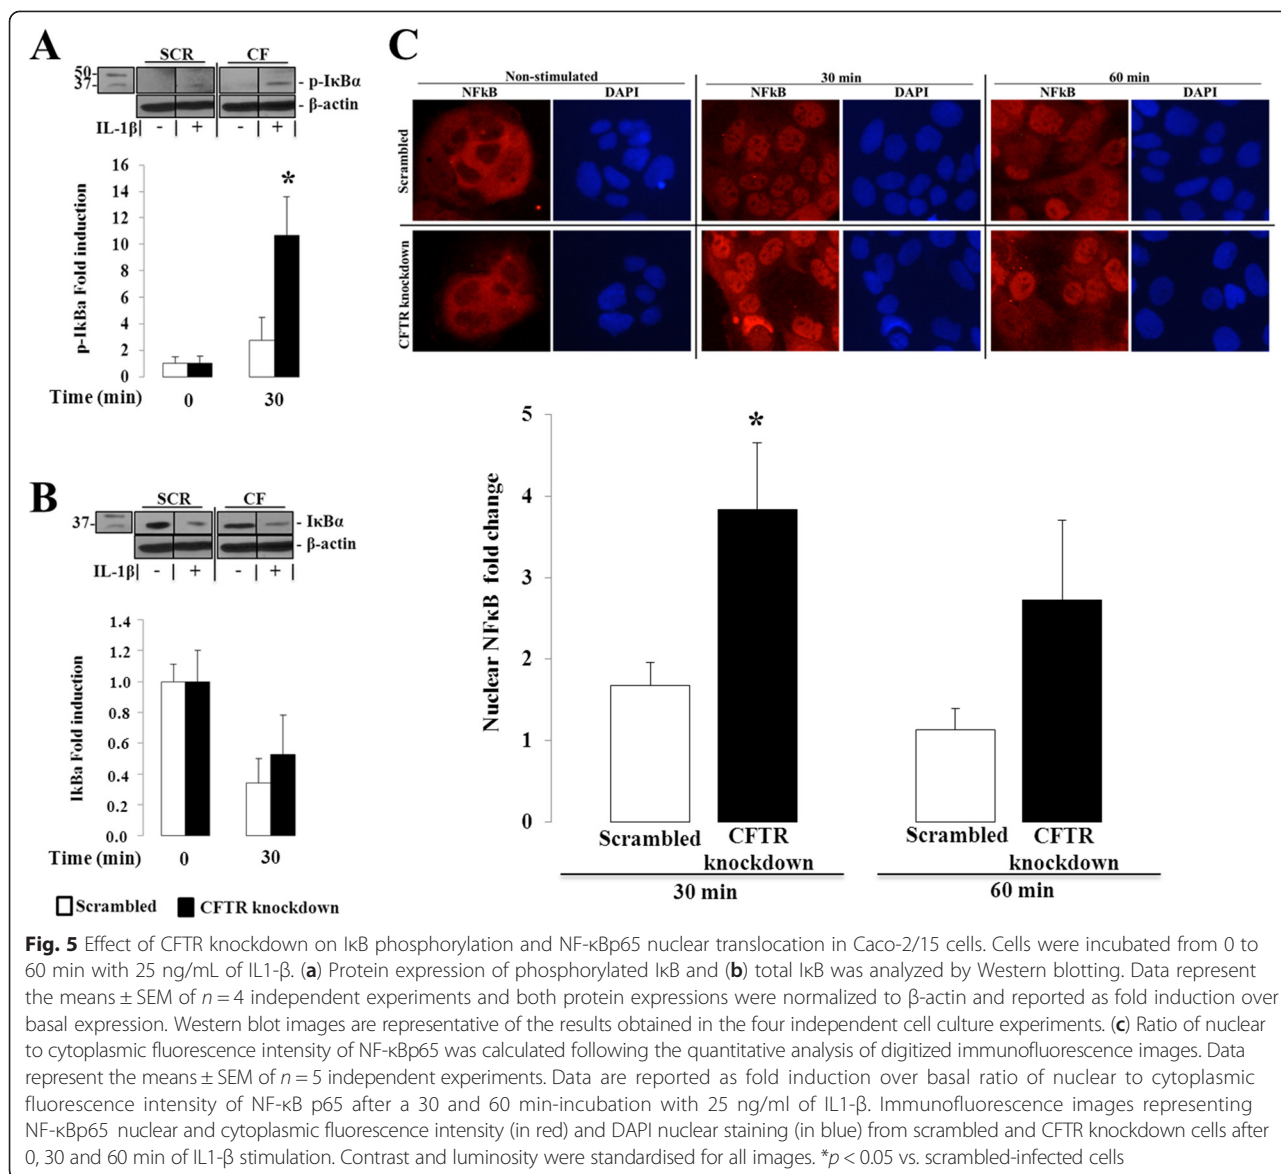 A
SCR CF
50-
37-
- p-IκBα
- β-actin
IL-1β| - | + | - | + |
p-IkBa Fold induction
16
14
12
10
8
6
4
2
0
*
Time (min) 0 30
B
SCR CF
37-
- IκBα
- β-actin
IL-1β| - | + | - | + |
IkBa Fold induction
1.4
1.2
1.0
0.8
0.6
0.4
0.2
0.0
Time (min) 0 30
Scrambled CFTR knockdown
C
Non-stimulated 30 min 60 min
NFkB DAPI NFkB DAPI NFkB DAPI
Scrambled
CFTR knockdown
Nuclear NFκB fold change
5
4
3
2
1
0
*
Scrambled CFTR knockdown Scrambled CFTR knockdown
30 min 60 min
Fig. 5 Effect of CFTR knockdown on IκB phosphorylation and NF-κBp65 nuclear translocation in Caco-2/15 cells. Cells were incubated from 0 to
60 min with 25 ng/mL of IL1-β. (a) Protein expression of phosphorylated IκB and (b) total IκB was analyzed by Western blotting. Data represent
the means ± SEM of n = 4 independent experiments and both protein expressions were normalized to β-actin and reported as fold induction over
basal expression. Western blot images are representative of the results obtained in the four independent cell culture experiments. (c) Ratio of nuclear
to cytoplasmic fluorescence intensity of NF-κBp65 was calculated following the quantitative analysis of digitized immunofluorescence images. Data
represent the means ± SEM of n = 5 independent experiments. Data are reported as fold induction over basal ratio of nuclear to cytoplasmic
fluorescence intensity of NF-κB p65 after a 30 and 60 min-incubation with 25 ng/ml of IL1-β. Immunofluorescence images representing
NF-κBp65 nuclear and cytoplasmic fluorescence intensity (in red) and DAPI nuclear staining (in blue) from scrambled and CFTR knockdown cells after
0, 30 and 60 min of IL1-β stimulation. Contrast and luminosity were standardised for all images. *p < 0.05 vs. scrambled-infected cells